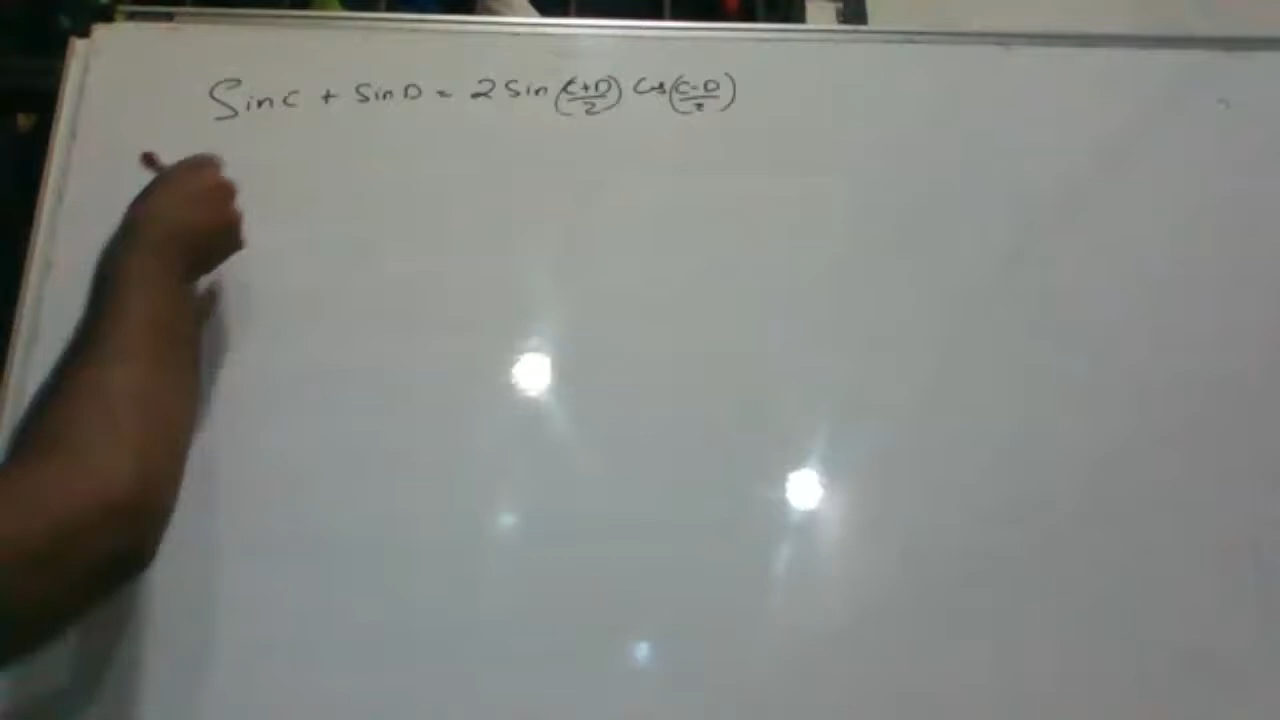 Sin C + Sin D = 2 Sin (C+D/2) Cos (C-D/2)